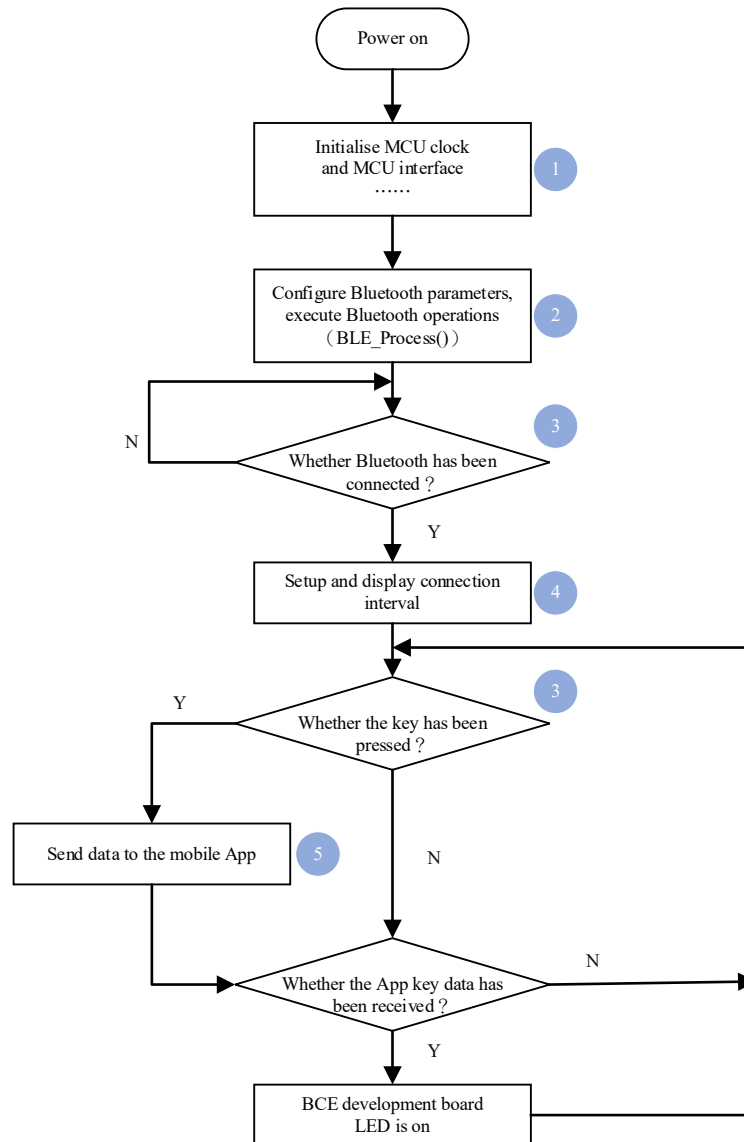 Power on
Initialise MCU clock
and MCU interface
……
1
Configure Bluetooth parameters,
execute Bluetooth operations
（BLE_Process()）
2
3
N
Whether Bluetooth has been
connected？
Y
Setup and display connection
interval
4
3
Y
Whether the key has been
pressed？
Send data to the mobile App
5
N
Whether the App key data has
been received？
N
Y
BCE development board
LED is on